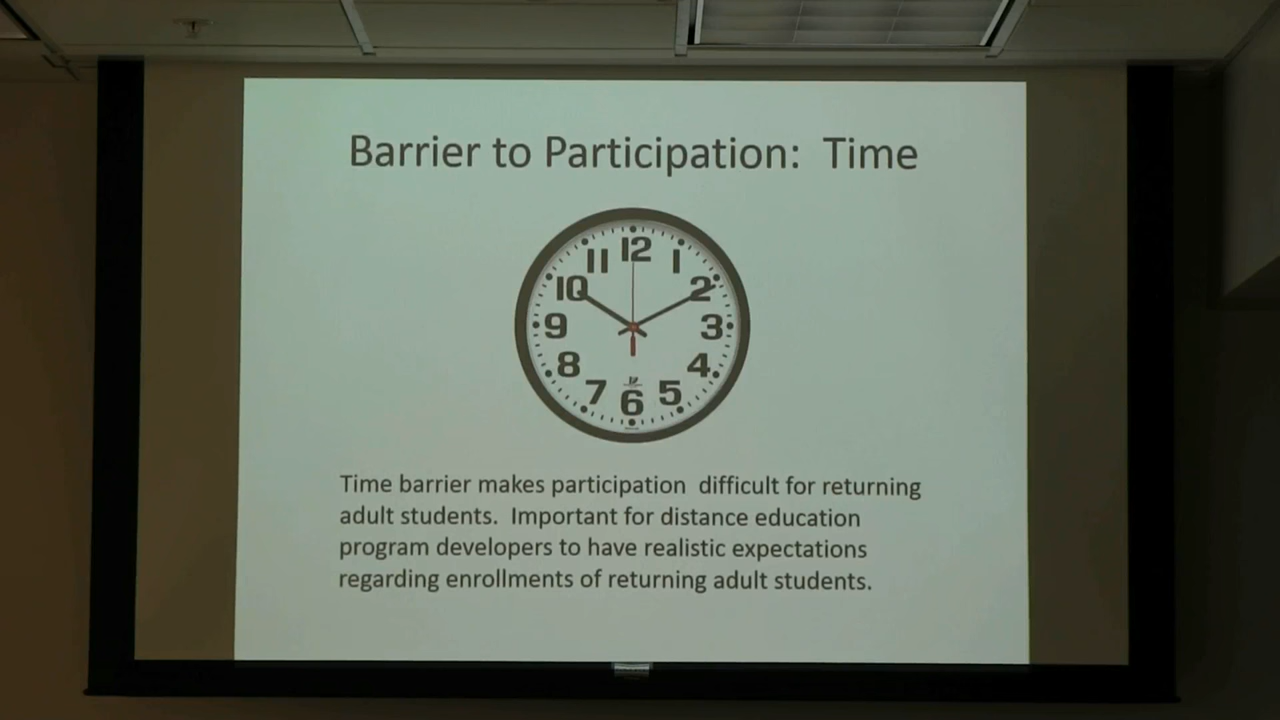 Barrier to Participation: Time
12
11
1
10
2
9
3
8
4
7
5
6
Time barrier makes participation difficult for returning
adult students. Important for distance education
program developers to have realistic expectations
regarding enrollments of returning adult students.